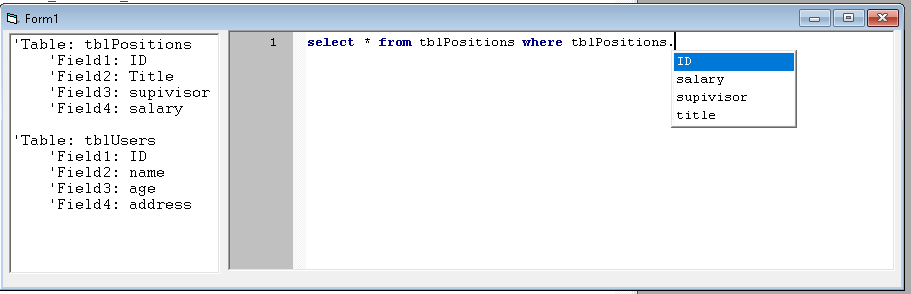 Form1
'Table: tblPositions
'Field1: ID
'Field2: Title
'Field3: supivisor
'Field4: salary
'Table: tblUsers
'Field1: ID
'Field2: name
'Field3: age
'Field4: address
1 select * from tblPositions where tblPositions.
ID
salary
supivisor
title